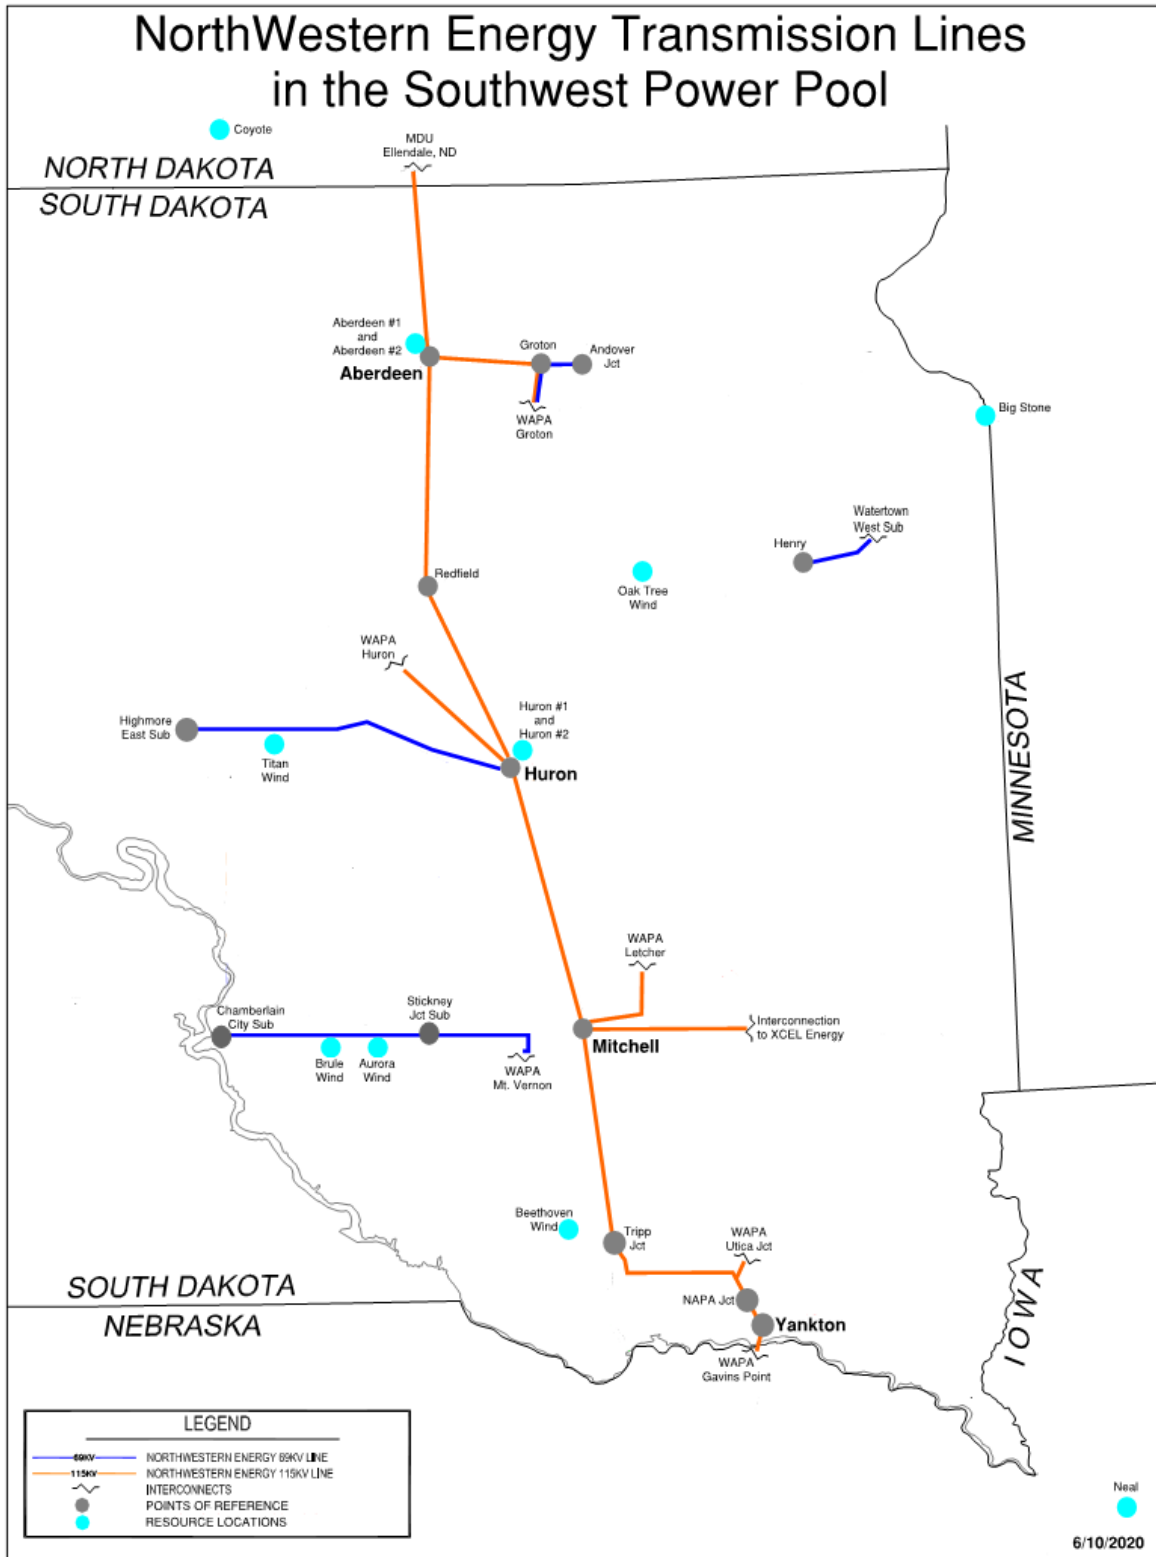 NorthWestern Energy Transmission Lines
in the Southwest Power Pool
Coyote
MDU
Ellendale, ND
NORTH DAKOTA
SOUTH DAKOTA
Aberdeen #1
and
Aberdeen #2
Aberdeen
Groton
Andover
Jct
WAPA
Groton
Big Stone
Watertown
West Sub
Henry
Redfield
Oak Tree
Wind
WAPA
Huron
Highmore
East Sub
Titan
Wind
Huron #1
and
Huron #2
Huron
MINNESOTA
WAPA
Letcher
Chamberlain
City Sub
Stickney
Jct Sub
Brule
Wind
Aurora
Wind
WAPA
Mt. Vernon
Mitchell
Interconnection
to XCEL Energy
Beethoven
Wind
Tripp
Jct
WAPA
Utica Jct
NAPA Jct
Yankton
WAPA
Gavins Point
SOUTH DAKOTA
NEBRASKA
IOWA
LEGEND
69KV NORTHWESTERN ENERGY 69KV LINE
115KV NORTHWESTERN ENERGY 115KV LINE
INTERCONNECTS
POINTS OF REFERENCE
RESOURCE LOCATIONS
Neal
6/10/2020